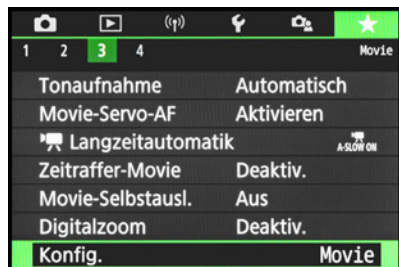 1 2 3 4 Movie
Tonaufnahme Automatisch
Movie-Servo-AF Aktivieren
Langzeitautomatik A-SLOW ON
Zeitraffer-Movie Deaktiv.
Movie-Selbstausl. Aus
Digitalzoom Deaktiv.
Konfig. Movie